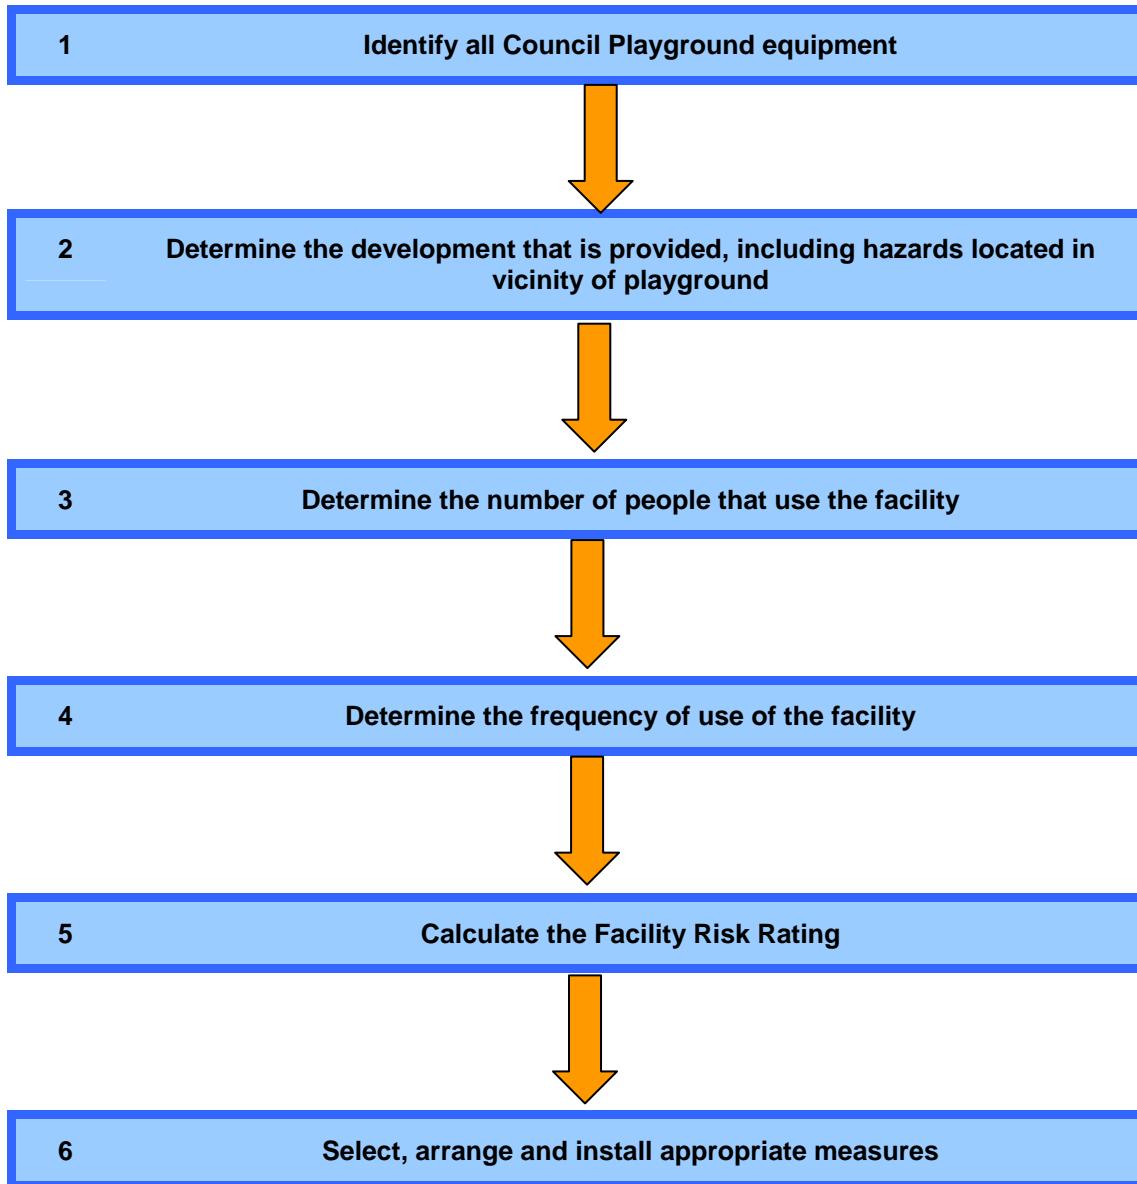 1 Identify all Council Playground equipment
2 Determine the development that is provided, including hazards located in
vicinity of playground
3 Determine the number of people that use the facility
4 Determine the frequency of use of the facility
5 Calculate the Facility Risk Rating
6 Select, arrange and install appropriate measures